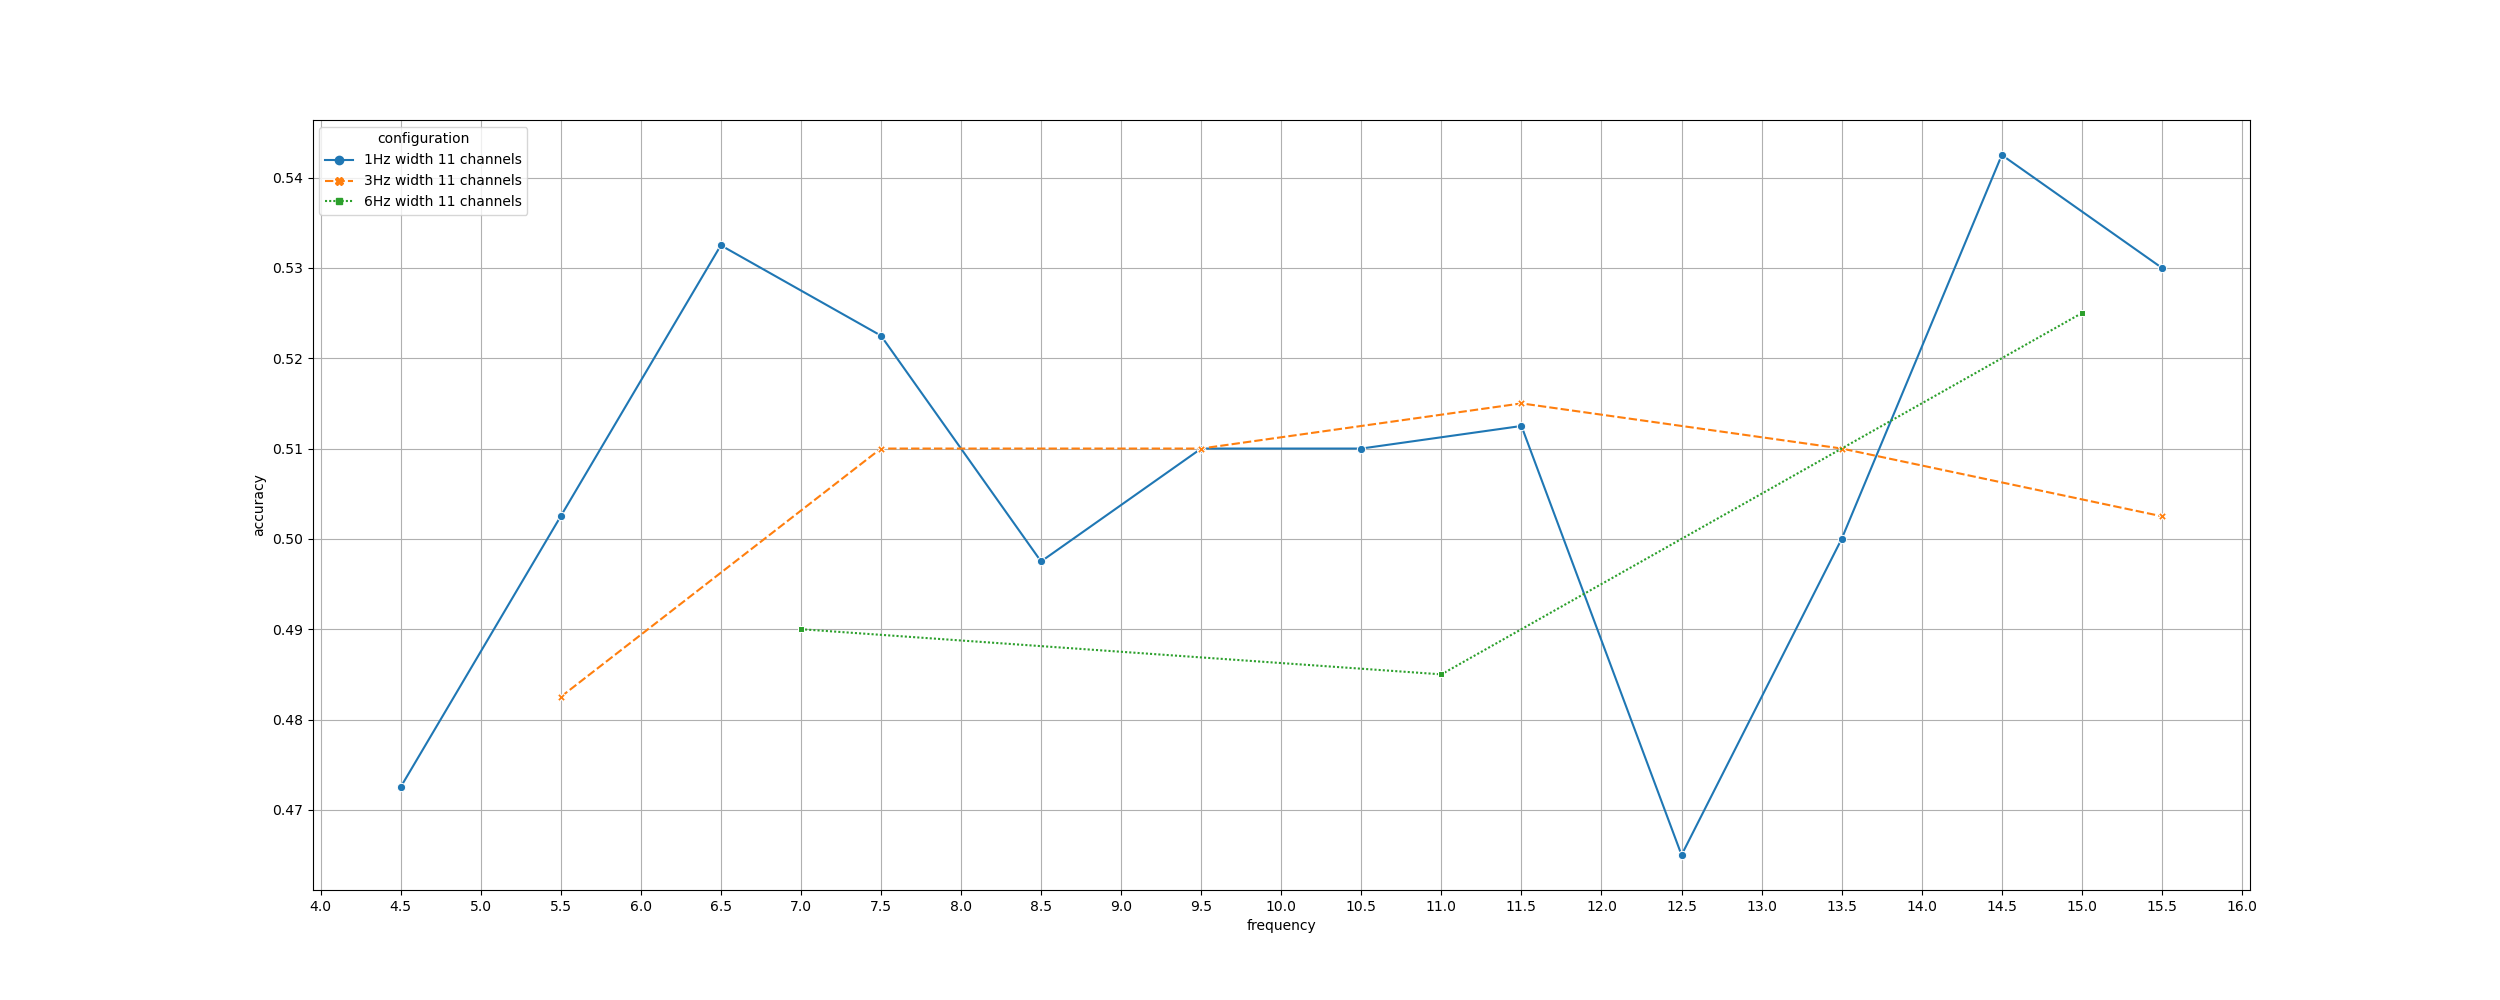 configuration
1Hz width 11 channels
3Hz width 11 channels
6Hz width 11 channels
0.54
0.53
0.52
0.51
0.50
0.49
0.48
0.47
accuracy
4.0 4.5 5.0 5.5 6.0 6.5 7.0 7.5 8.0 8.5 9.0 9.5 10.0 10.5 11.0 11.5 12.0 12.5 13.0 13.5 14.0 14.5 15.0 15.5 16.0
frequency